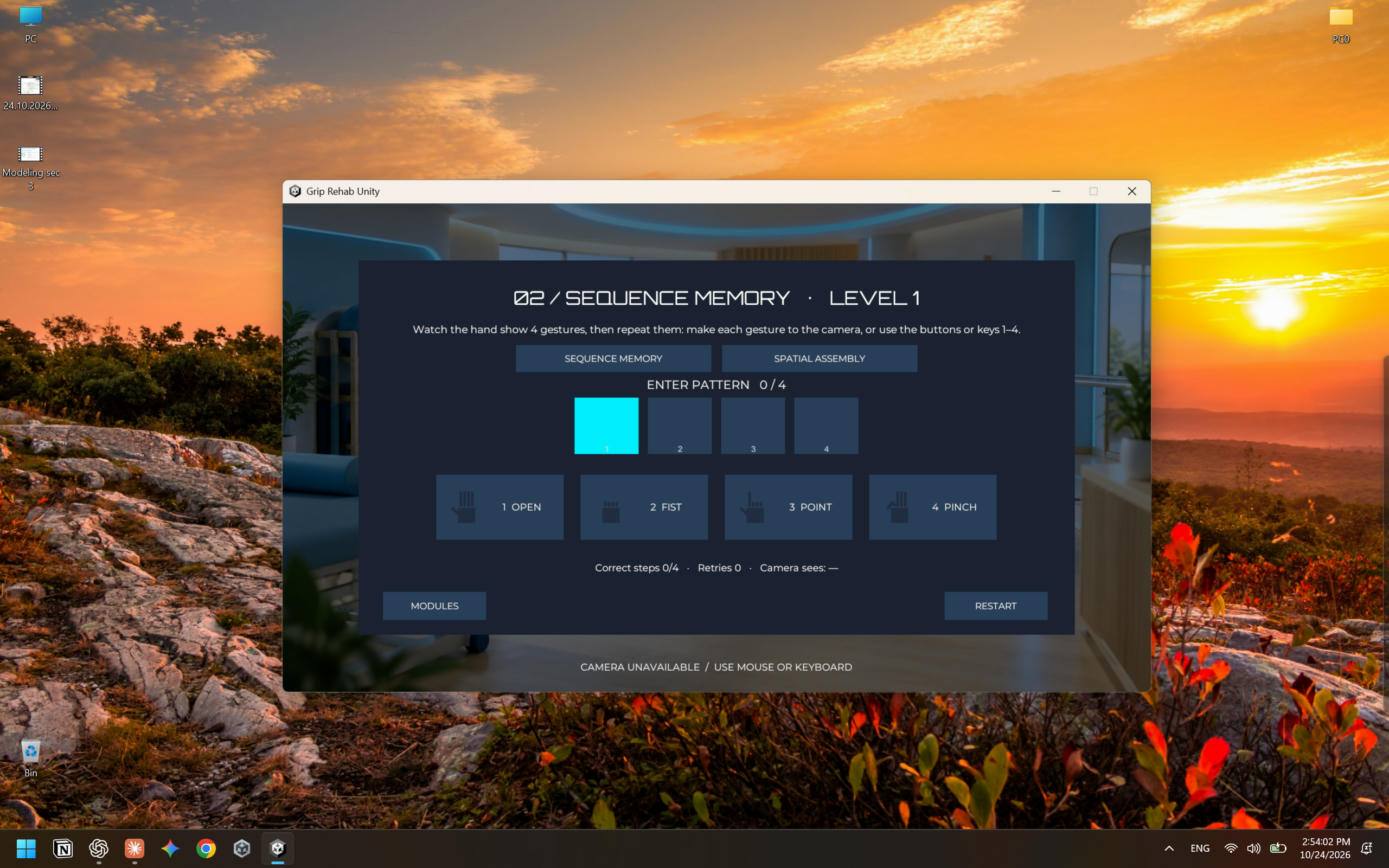 PC
PC0
24.10.2026...
Modeling sec
3
Grip Rehab Unity
02 / SEQUENCE MEMORY · LEVEL 1
Watch the hand show 4 gestures, then repeat them: make each gesture to the camera, or use the buttons or keys 1–4.
SEQUENCE MEMORY
SPATIAL ASSEMBLY
ENTER PATTERN 0 / 4
1
2
3
4
1 OPEN
2 FIST
3 POINT
4 PINCH
Correct steps 0/4 · Retries 0 · Camera sees: —
MODULES
RESTART
CAMERA UNAVAILABLE / USE MOUSE OR KEYBOARD
Bin
ENG
2:54:02 PM
10/24/2026